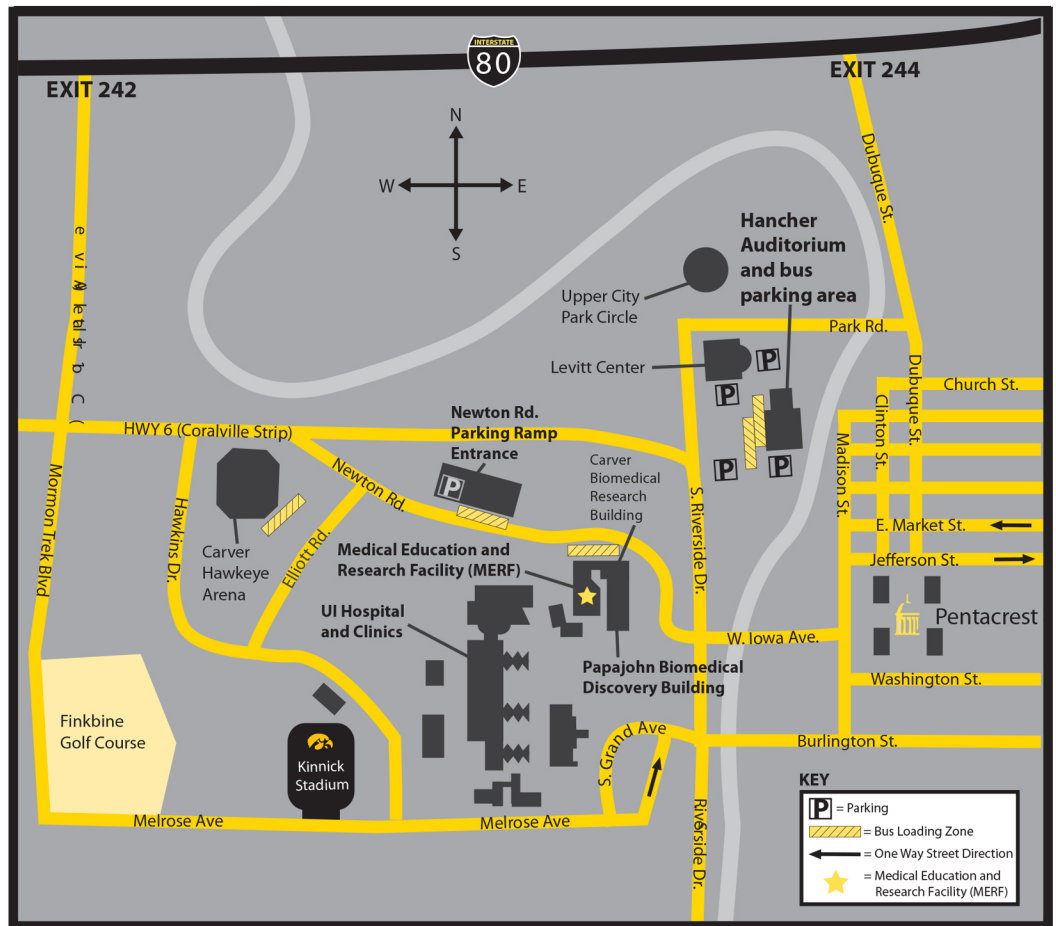 INTERSTATE
80
EXIT 242
EXIT 244
N
W
E
S
Dubuque St.
Hancher
Auditorium
and bus
parking area
Upper City
Park Circle
Park Rd.
Levitt Center
Dubuque St.
Church St.
Clinton St.
Madison St.
HWY 6 (Coralville Strip)
Newton Rd.
Parking Ramp
Entrance
P
P
P
P
P
Carver
Biomedical
Research
Building
Newton Rd.
Mormon Trek Blvd
Hawkins Dr.
Elliott Rd.
S. Riverside Dr.
E. Market St.
Jefferson St.
Carver
Hawkeye
Arena
Medical Education and
Research Facility (MERF)
UI Hospital
and Clinics
W. Iowa Ave.
Pentacrest
Papajohn Biomedical
Discovery Building
Washington St.
Finkbine
Golf Course
Kinnick
Stadium
S. Grand Ave
Burlington St.
Melrose Ave
Melrose Ave
Riverside Dr.
KEY
P = Parking
= Bus Loading Zone
= One Way Street Direction
= Medical Education and
Research Facility (MERF)